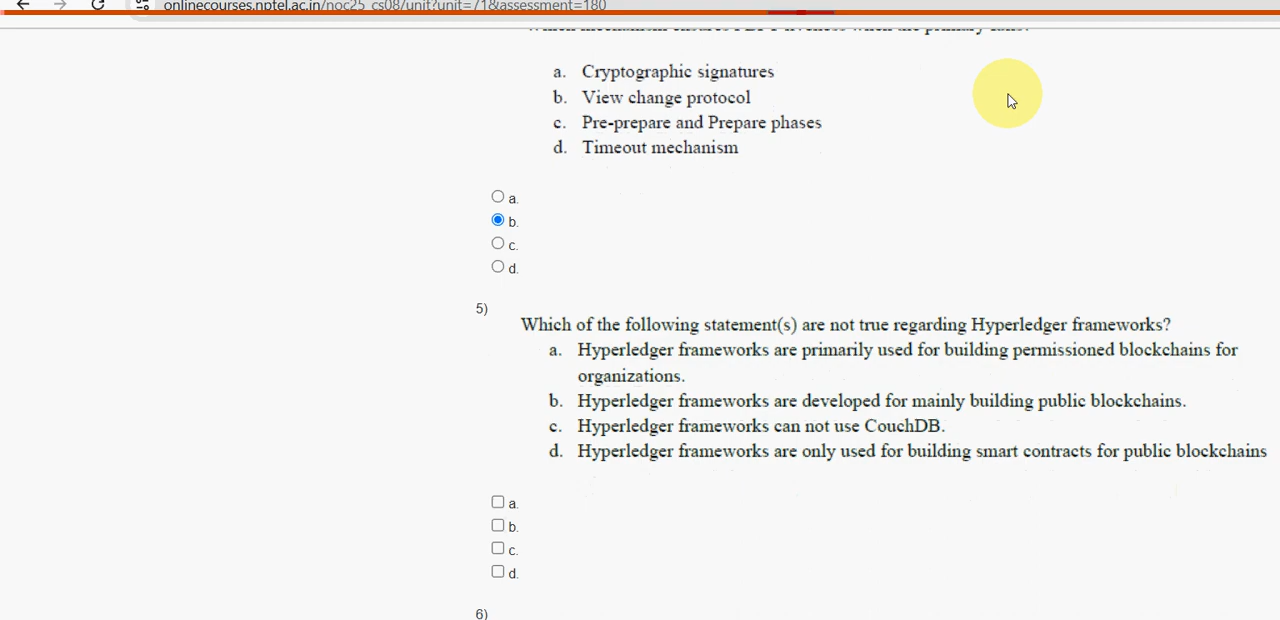 onlinecourses.nptel.ac.in/noc25_cs08/unit?unit=71&assessment=180
a. Cryptographic signatures
b. View change protocol
c. Pre-prepare and Prepare phases
d. Timeout mechanism
a.
b.
c.
d.
5)
Which of the following statement(s) are not true regarding Hyperledger frameworks?
a. Hyperledger frameworks are primarily used for building permissioned blockchains for
organizations.
b. Hyperledger frameworks are developed for mainly building public blockchains.
c. Hyperledger frameworks can not use CouchDB.
d. Hyperledger frameworks are only used for building smart contracts for public blockchains
a.
b.
c.
d.
6)